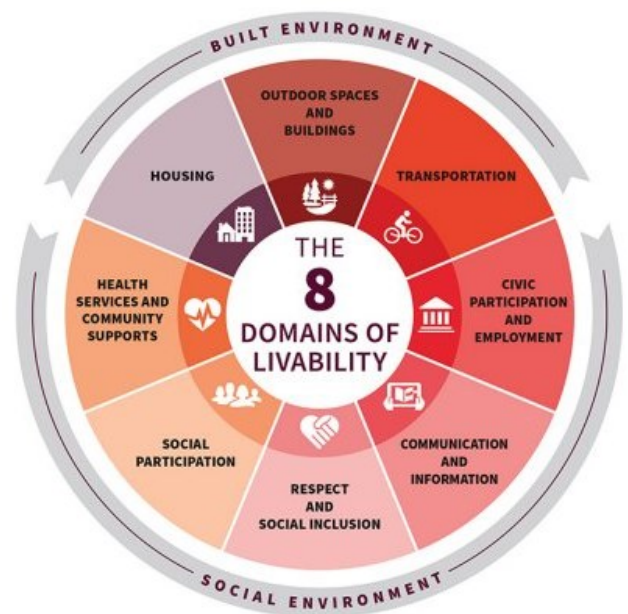 BUILT ENVIRONMENT
OUTDOOR SPACES
AND
BUILDINGS
TRANSPORTATION
CIVIC
PARTICIPATION
AND
EMPLOYMENT
COMMUNICATION
AND
INFORMATION
RESPECT
AND
SOCIAL INCLUSION
SOCIAL
PARTICIPATION
HEALTH
SERVICES AND
COMMUNITY
SUPPORTS
HOUSING
THE
8
DOMAINS OF
LIVABILITY
SOCIAL ENVIRONMENT